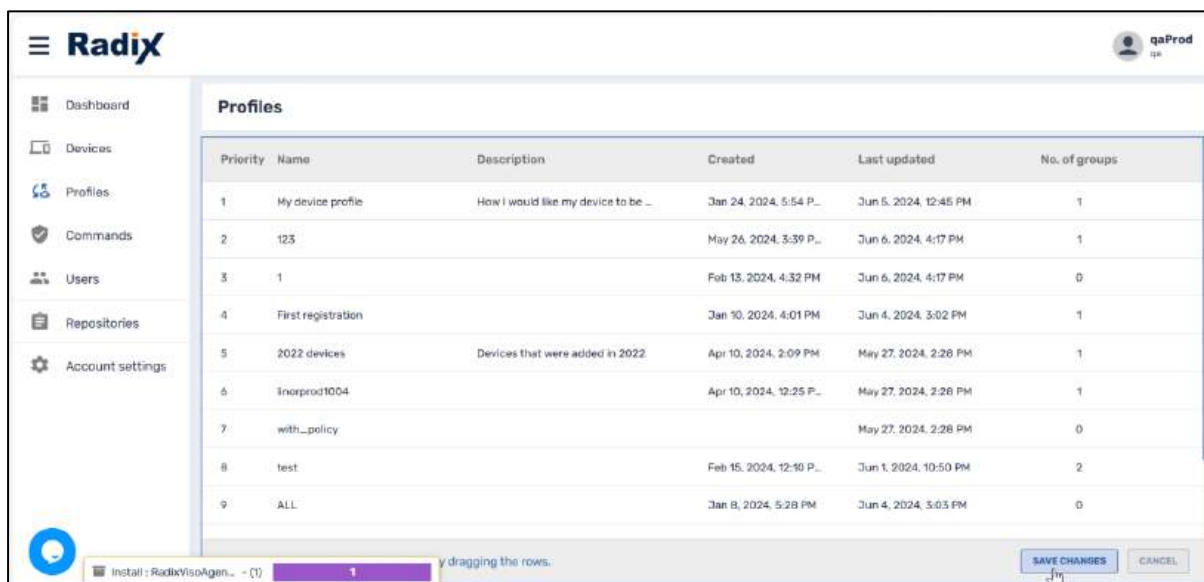 Radix
qaProd
qa
Dashboard
Devices
Profiles
Commands
Users
Repositories
Account settings
Profiles
Priority Name Description Created Last updated No. of groups
1 My device profile How I would like my device to be ... Jan 24, 2024, 5:54 P... Jun 5, 2024, 12:45 PM 1
2 123 May 26, 2024, 3:39 P... Jun 6, 2024, 4:17 PM 1
3 1 Feb 13, 2024, 4:32 PM Jun 6, 2024, 4:17 PM 0
4 First registration Jan 10, 2024, 4:01 PM Jun 4, 2024, 3:02 PM 1
5 2022 devices Devices that were added in 2022 Apr 10, 2024, 2:09 PM May 27, 2024, 2:28 PM 1
6 linorprod1004 Apr 10, 2024, 12:25 P... May 27, 2024, 2:28 PM 1
7 with_policy May 27, 2024, 2:28 PM 0
8 test Feb 15, 2024, 12:10 P... Jun 1, 2024, 10:50 PM 2
9 ALL Jan 8, 2024, 5:28 PM Jun 4, 2024, 3:03 PM 0
Install : RadixVisoAgen... - (1) 1
y dragging the rows.
SAVE CHANGES CANCEL